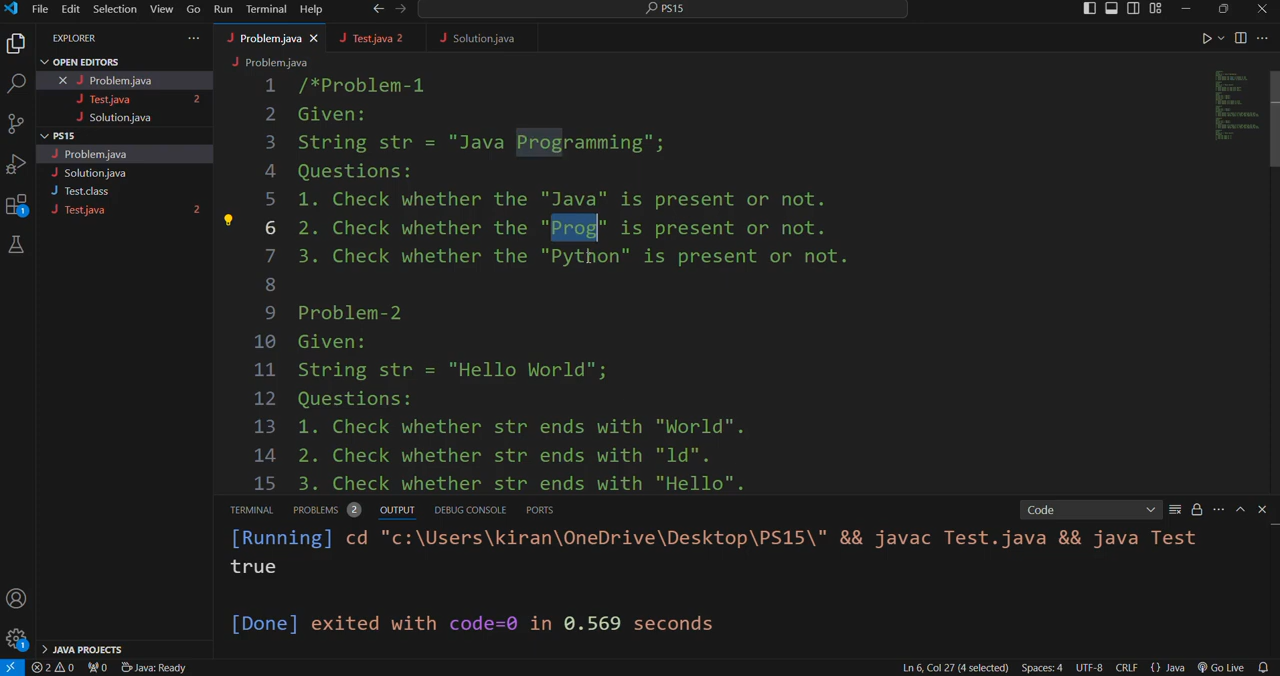 File Edit Selection View Go Run Terminal Help PS15
EXPLORER
Problem.java Test.java 2 Solution.java
OPEN EDITORS
Problem.java
Test.java 2
Solution.java
PS15
Problem.java
Solution.java
Test.class
Test.java 2
JAVA PROJECTS
1
1
Problem.java
1 /*Problem-1
2 Given:
3 String str = "Java Programming";
4 Questions:
5 1. Check whether the "Java" is present or not.
6 2. Check whether the "Prog" is present or not.
7 3. Check whether the "Python" is present or not.
8
9 Problem-2
10 Given:
11 String str = "Hello World";
12 Questions:
13 1. Check whether str ends with "World".
14 2. Check whether str ends with "ld".
15 3. Check whether str ends with "Hello".
TERMINAL PROBLEMS 2 OUTPUT DEBUG CONSOLE PORTS Code
[Running] cd "c:\Users\kiran\OneDrive\Desktop\PS15\" && javac Test.java && java Test
true
[Done] exited with code=0 in 0.569 seconds
2 0 0 Java: Ready Ln 6, Col 27 (4 selected) Spaces: 4 UTF-8 CRLF {} Java Go Live